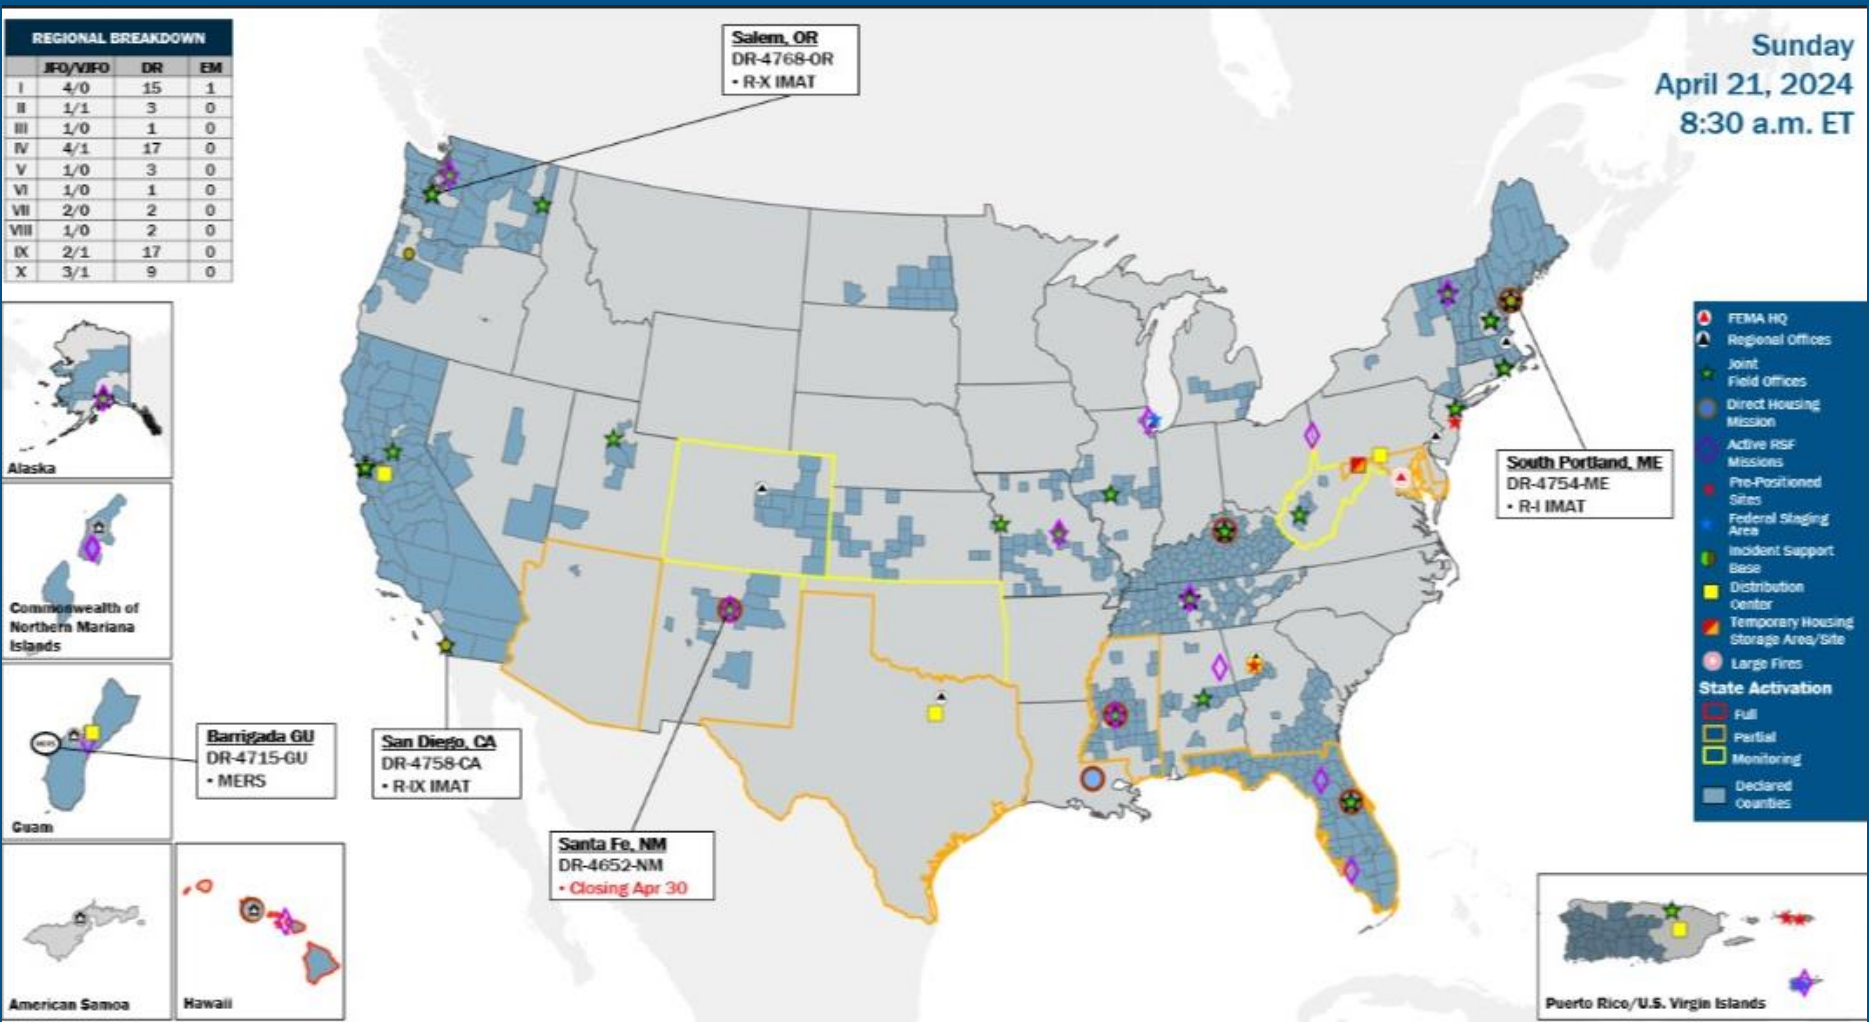 REGIONAL BREAKDOWN
JFO/VJFO DR EM
I 4/0 15 1
II 1/1 3 0
III 1/0 1 0
IV 4/1 17 0
V 1/0 3 0
VI 1/0 1 0
VII 2/0 2 0
VIII 1/0 2 0
IX 2/1 17 0
X 3/1 9 0
Salem, OR
DR-4768-OR
• R-X IMAT
Sunday
April 21, 2024
8:30 a.m. ET
Alaska
Commonwealth of
Northern Mariana
Islands
MERS
Guam
Barrigada GU
DR-4715-GU
• MERS
San Diego, CA
DR-4758-CA
• R-IX IMAT
Santa Fe, NM
DR-4652-NM
• Closing Apr 30
South Portland, ME
DR-4754-ME
• R-I IMAT
FEMA HQ
Regional Offices
Joint
Field Offices
Direct Housing
Mission
Active RSF
Missions
Pre-Positioned
Sites
Federal Staging
Area
Incident Support
Base
Distribution
Center
Temporary Housing
Storage Area/Site
Large Fires
State Activation
Full
Partial
Monitoring
Declared
Counties
American Samoa
Hawaii
Puerto Rico/U.S. Virgin Islands